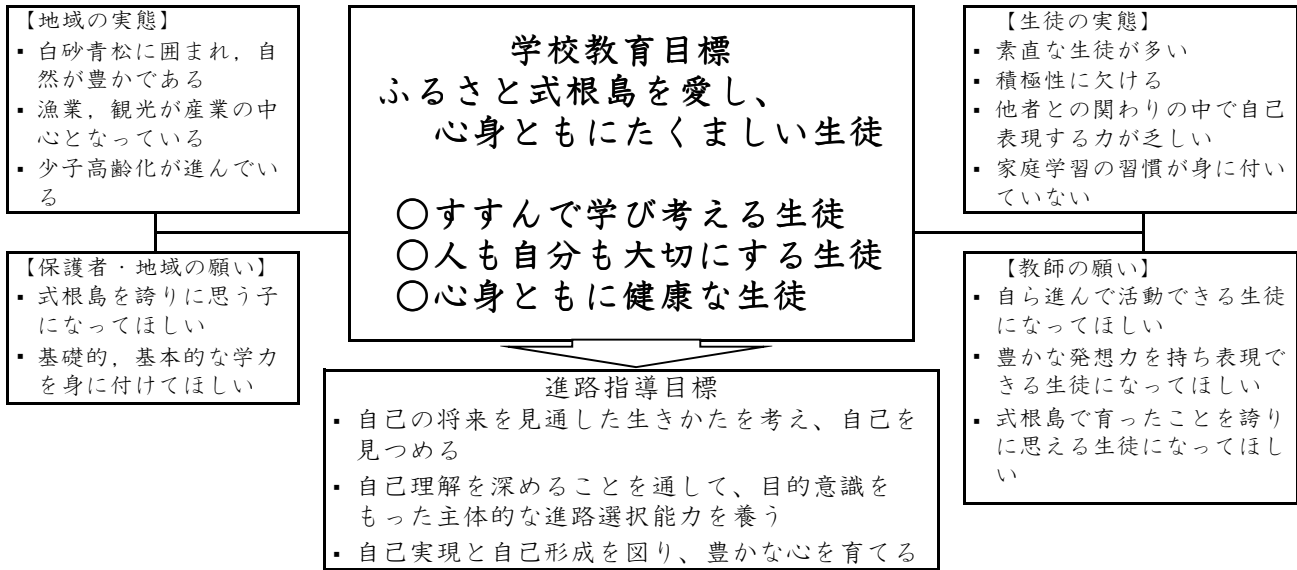 【地域の実態】
▪ 白砂青松に囲まれ，自
然が豊かである
▪ 漁業，観光が産業の中
心となっている
▪ 少子高齢化が進んでい
る
【保護者・地域の願い】
▪ 式根島を誇りに思う子
になってほしい
▪ 基礎的，基本的な学力
を身に付けてほしい
学校教育目標
ふるさと式根島を愛し、
心身ともにたくましい生徒
○すすんで学び考える生徒
○人も自分も大切にする生徒
○心身ともに健康な生徒
【生徒の実態】
▪ 素直な生徒が多い
▪ 積極性に欠ける
▪ 他者との関わりの中で自己
表現する力が乏しい
▪ 家庭学習の習慣が身に付い
ていない
【教師の願い】
▪ 自ら進んで活動できる生徒
になってほしい
▪ 豊かな発想力を持ち表現で
きる生徒になってほしい
▪ 式根島で育ったことを誇り
に思える生徒になってほし
い
進路指導目標
▪ 自己の将来を見通した生きかたを考え、自己を
見つめる
▪ 自己理解を深めることを通して、目的意識を
もった主体的な進路選択能力を養う
▪ 自己実現と自己形成を図り、豊かな心を育てる